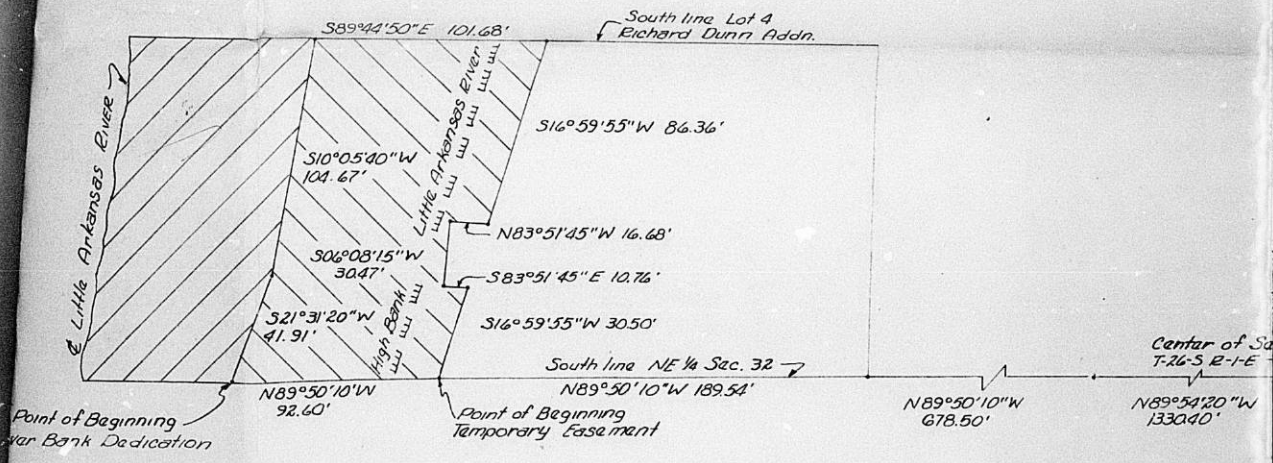 S89°44'50"E 101.68'
South line Lot 4
Richard Dunn Addn.
℄ Little Arkansas River
Little Arkansas River
High Bank
S16°59'55"W 86.36'
S10°05'40"W
104.67'
N83°51'45"W 16.68'
S06°08'15"W
30.47'
S83°51'45"E 10.76'
S21°31'20"W
41.91'
S16°59'55"W 30.50'
South line NE ¼ Sec. 32
Center of
T-26-S R-1-E
N89°50'10"W
92.60'
N89°50'10"W 189.54'
N89°50'10"W
678.50'
N89°54'20"W
1330.40'
Point of Beginning
Bank Dedication
Point of Beginning
Temporary Easement